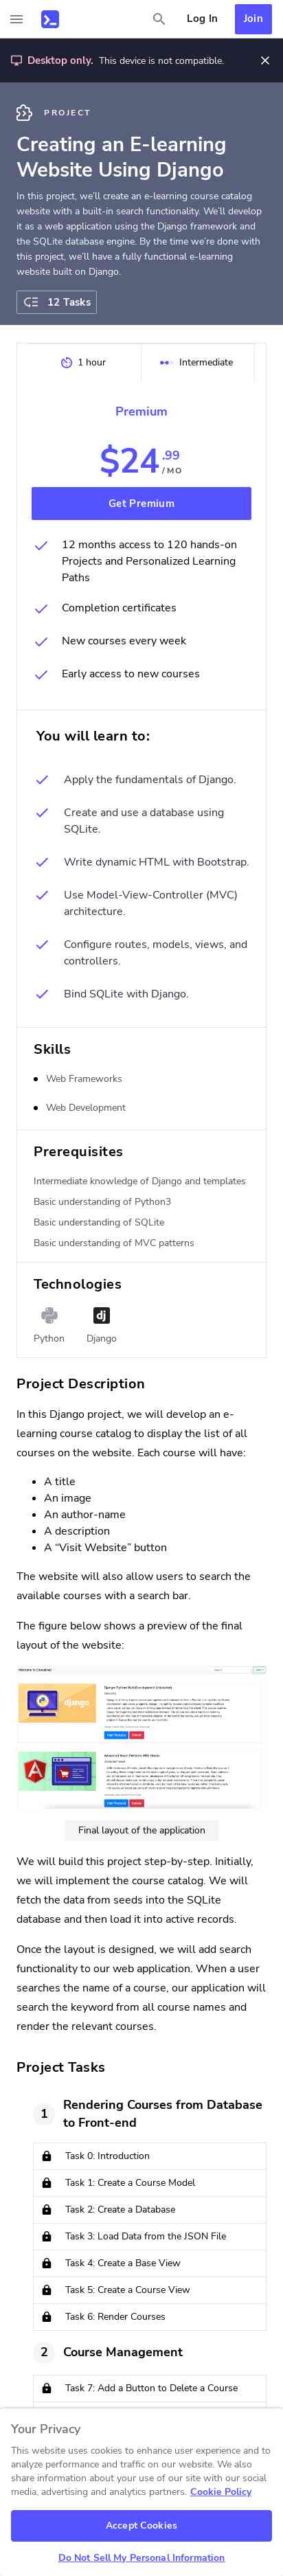 Log In
Join
Desktop only. This device is not compatible.
PROJECT
Creating an E-learning
Website Using Django
In this project, we’ll create an e-learning course catalog
website with a built-in search functionality. We’ll develop
it as a web application using the Django framework and
the SQLite database engine. By the time we’re done with
this project, we’ll have a fully functional e-learning
website built on Django.
12 Tasks
1 hour
Intermediate
Premium
$24.99
/ MO
Get Premium
12 months access to 120 hands-on
Projects and Personalized Learning
Paths
Completion certificates
New courses every week
Early access to new courses
You will learn to:
Apply the fundamentals of Django.
Create and use a database using
SQLite.
Write dynamic HTML with Bootstrap.
Use Model-View-Controller (MVC)
architecture.
Configure routes, models, views, and
controllers.
Bind SQLite with Django.
Skills
Web Frameworks
Web Development
Prerequisites
Intermediate knowledge of Django and templates
Basic understanding of Python3
Basic understanding of SQLite
Basic understanding of MVC patterns
Technologies
dj
Python
Django
Project Description
In this Django project, we will develop an e-
learning course catalog to display the list of all
courses on the website. Each course will have:
A title
An image
An author-name
A description
A “Visit Website” button
The website will also allow users to search the
available courses with a search bar.
The figure below shows a preview of the final
layout of the website:
django
Final layout of the application
We will build this project step-by-step. Initially,
we will implement the course catalog. We will
fetch the data from seeds into the SQLite
database and then load it into active records.
Once the layout is designed, we will add search
functionality to our web application. When a user
searches the name of a course, our application will
search the keyword from all course names and
render the relevant courses.
Project Tasks
1
Rendering Courses from Database
to Front-end
Task 0: Introduction
Task 1: Create a Course Model
Task 2: Create a Database
Task 3: Load Data from the JSON File
Task 4: Create a Base View
Task 5: Create a Course View
Task 6: Render Courses
2
Course Management
Task 7: Add a Button to Delete a Course
Your Privacy
This website uses cookies to enhance user experience and to
analyze performance and traffic on our website. We also
share information about your use of our site with our social
media, advertising and analytics partners. Cookie Policy
Accept Cookies
Do Not Sell My Personal Information